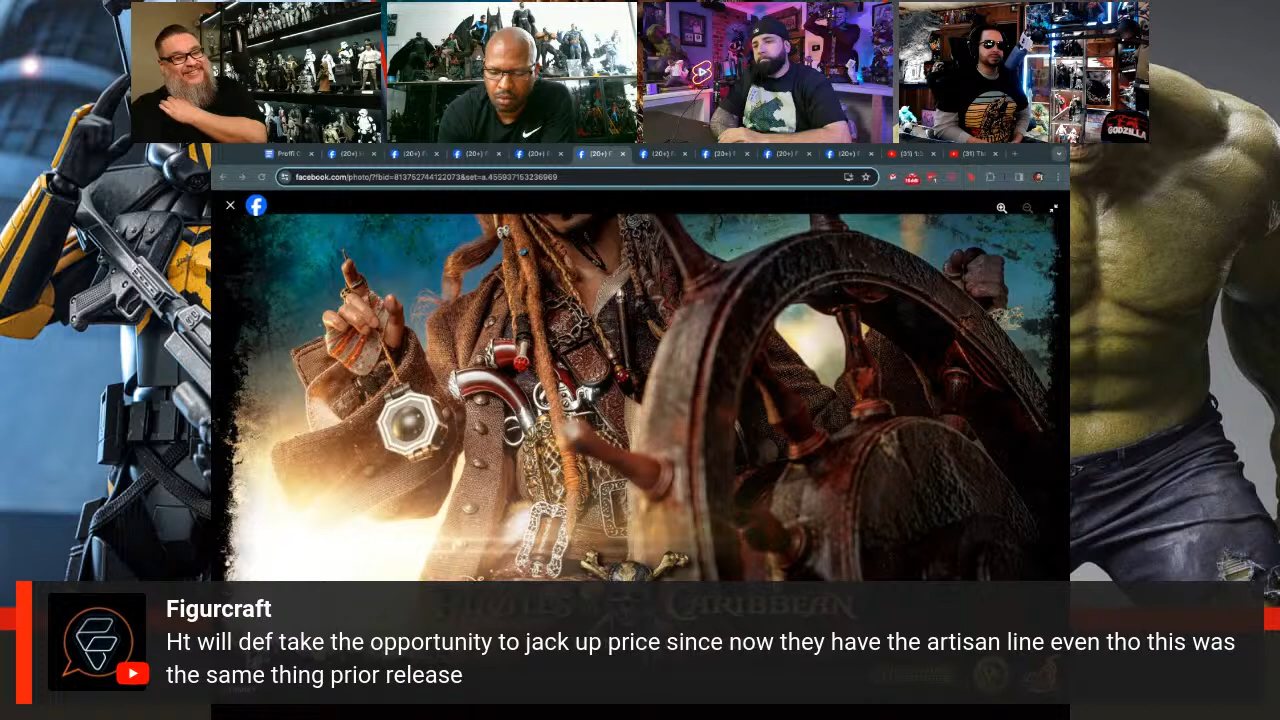 GODZILLA
facebook.com/photo/?fbid=813752744122073&set=a.455937153236969
CARIBBEAN
Figurcraft
Ht will def take the opportunity to jack up price since now they have the artisan line even tho this was
the same thing prior release